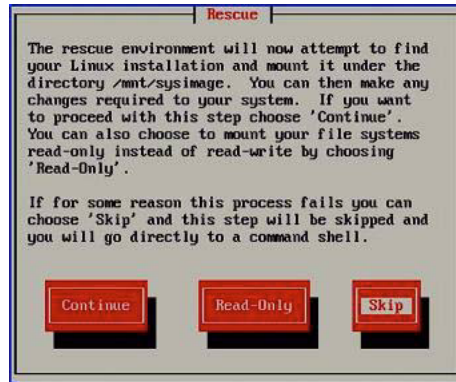 Rescue
The rescue environment will now attempt to find
your Linux installation and mount it under the
directory /mnt/sysimage.  You can then make any
changes required to your system.  If you want
to proceed with this step choose 'Continue'.
You can also choose to mount your file systems
read-only instead of read-write by choosing
'Read-Only'.
If for some reason this process fails you can
choose 'Skip' and this step will be skipped and
you will go directly to a command shell.
Continue Read-Only Skip